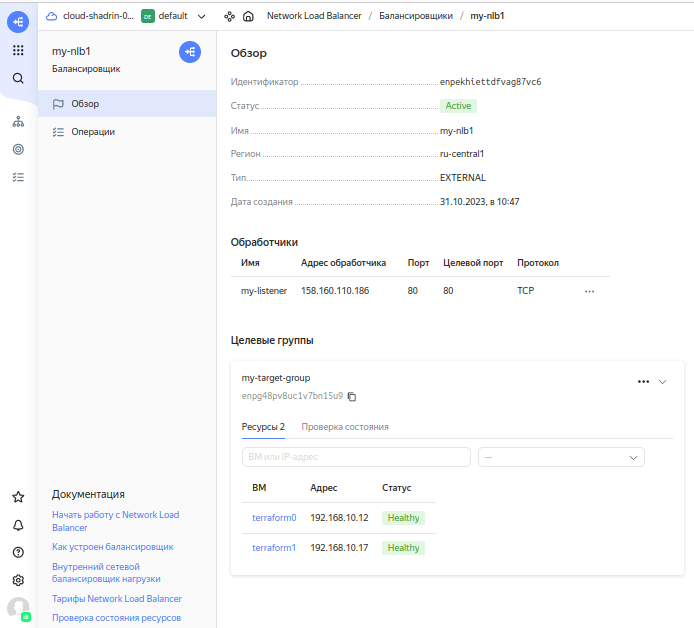 cloud-shadrin-0...
DE
default
Network Load Balancer / Балансировщики / my-nlb1
my-nlb1
Балансировщик
Обзор
Операции
Документация
Начать работу с Network Load
Balancer
Как устроен балансировщик
Внутренний сетевой
балансировщик нагрузки
Тарифы Network Load Balancer
Проверка состояния ресурсов
Обзор
Идентификатор enpekhiettdfvag87vc6
Статус Active
Имя my-nlb1
Регион ru-central1
Тип EXTERNAL
Дата создания 31.10.2023, в 10:47
Обработчики
Имя Адрес обработчика Порт Целевой порт Протокол
my-listener 158.160.110.186 80 80 TCP
Целевые группы
my-target-group
enpg48pv8uc1v7bn15u9
Ресурсы 2 Проверка состояния
ВМ или IP-адрес
—
ВМ Адрес Статус
terraform0 192.168.10.12 Healthy
terraform1 192.168.10.17 Healthy